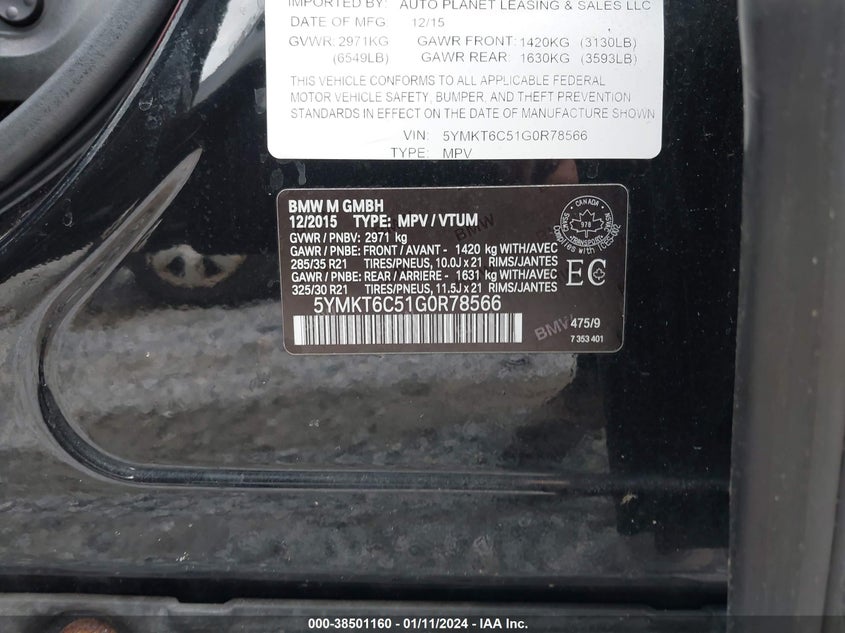 IMPORTED BY: AUTO PLANET LEASING & SALES LLC
DATE OF MFG. 12/15
GVWR: 2971KG GAWR FRONT: 1420KG (3130LB)
(6549LB) GAWR REAR: 1630KG (3593LB)
THIS VEHICLE CONFORMS TO ALL APPLICABLE FEDERAL
MOTOR VEHICLE SAFETY, BUMPER, AND THEFT PREVENTION
STANDARDS IN EFFECT ON THE DATE OF MANUFACTURE SHOWN
VIN: 5YMKT6C51G0R78566
TYPE: MPV
BMW M GMBH
12/2015 TYPE: MPV / VTUM
GVWR / PNBV: 2971 kg
GAWR / PNBE: FRONT / AVANT - 1420 kg WITH/AVEC
285/35 R21 TIRES/PNEUS, 10.0J x 21 RIMS/JANTES
GAWR / PNBE: REAR / ARRIERE - 1631 kg WITH/AVEC
325/30 R21 TIRES/PNEUS, 11.5J x 21 RIMS/JANTES
5YMKT6C51G0R78566
CANADA
978
TRANSPORT
EC
BMW
BMW
475/9
7 353 401
000-38501160 - 01/11/2024 - IAA Inc.